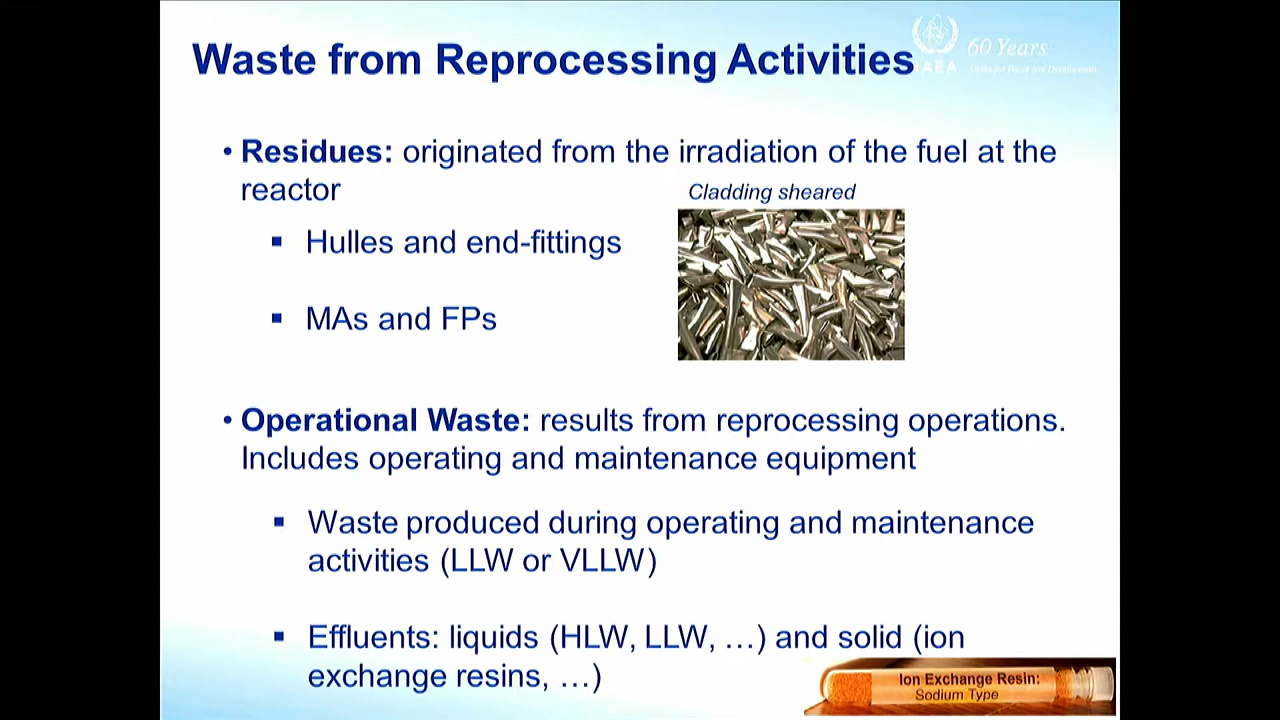 Waste from Reprocessing Activities
IAEA
60 Years
• Residues: originated from the irradiation of the fuel at the
reactor
Cladding sheared
▪ Hulles and end-fittings
▪ MAs and FPs
• Operational Waste: results from reprocessing operations.
Includes operating and maintenance equipment
▪ Waste produced during operating and maintenance
activities (LLW or VLLW)
▪ Effluents: liquids (HLW, LLW, …) and solid (ion
exchange resins, …)
Ion Exchange Resin:
Sodium Type